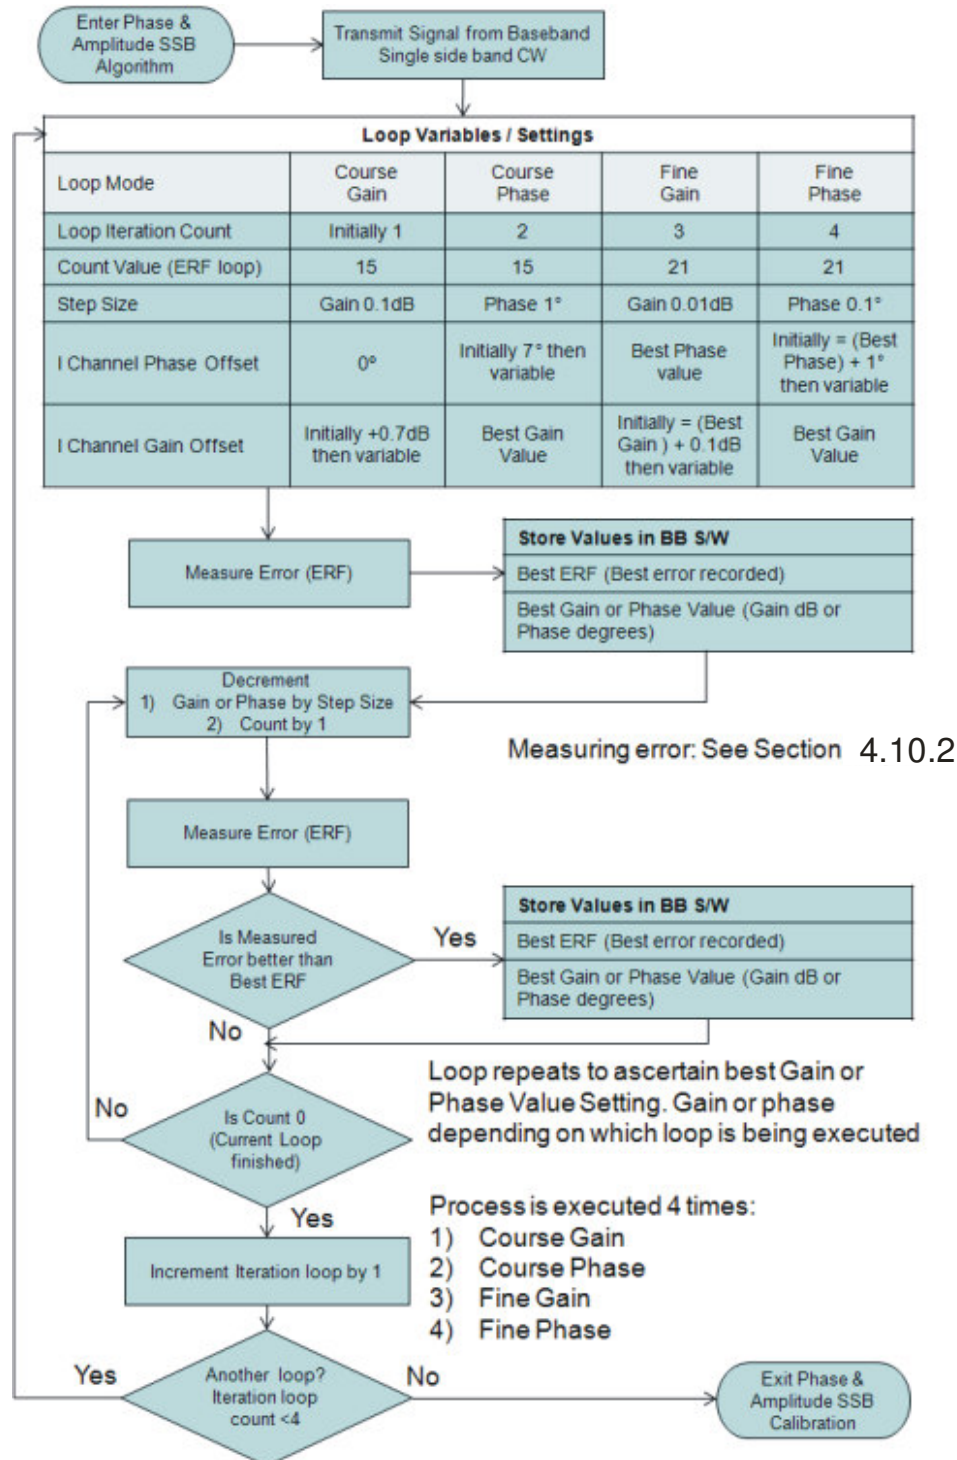 Enter Phase &
Amplitude SSB
Algorithm
Transmit Signal from Baseband
Single side band CW
Loop Variables / Settings
Loop Mode
Course
Gain
Course
Phase
Fine
Gain
Fine
Phase
Loop Iteration Count
Initially 1
2
3
4
Count Value (ERF loop)
15
15
21
21
Step Size
Gain 0.1dB
Phase 1°
Gain 0.01dB
Phase 0.1°
I Channel Phase Offset
0º
Initially 7° then
variable
Best Phase
value
Initially = (Best
Phase) + 1°
then variable
I Channel Gain Offset
Initially +0.7dB
then variable
Best Gain
Value
Initially = (Best
Gain ) + 0.1dB
then variable
Best Gain
Value
Measure Error (ERF)
Store Values in BB S/W
Best ERF (Best error recorded)
Best Gain or Phase Value (Gain dB or
Phase degrees)
Decrement
1) Gain or Phase by Step Size
2) Count by 1
Measuring error: See Section 4.10.2
Measure Error (ERF)
Is Measured
Error better than
Best ERF
Yes
Store Values in BB S/W
Best ERF (Best error recorded)
Best Gain or Phase Value (Gain dB or
Phase degrees)
No
Loop repeats to ascertain best Gain or
Phase Value Setting. Gain or phase
depending on which loop is being executed
No
Is Count 0
(Current Loop
finished)
Yes
Process is executed 4 times:
1) Course Gain
2) Course Phase
3) Fine Gain
4) Fine Phase
Increment Iteration loop by 1
Yes
Another loop?
Iteration loop
count <4
No
Exit Phase &
Amplitude SSB
Calibration